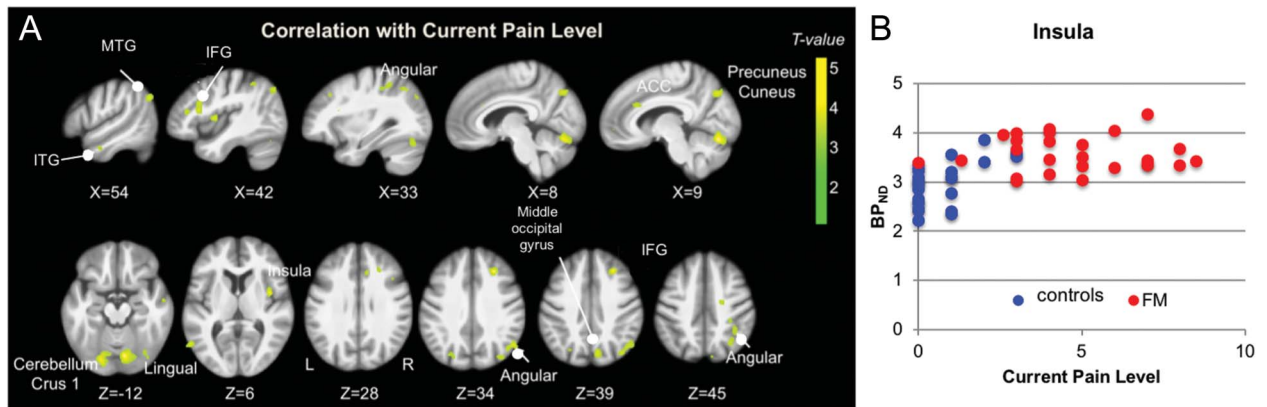 A
Correlation with Current Pain Level
T-value
MTG
IFG
Angular
ACC
Precuneus
Cuneus
5
4
3
2
ITG
X=54
X=42
X=33
X=8
X=9
Middle
occipital
gyrus
IFG
Insula
Cerebellum
Crus 1
Lingual
L
R
Angular
Angular
Z=-12
Z=6
Z=28
Z=34
Z=39
Z=45
B
Insula
BPND
5
4
3
2
1
0
controls
FM
0
5
10
Current Pain Level